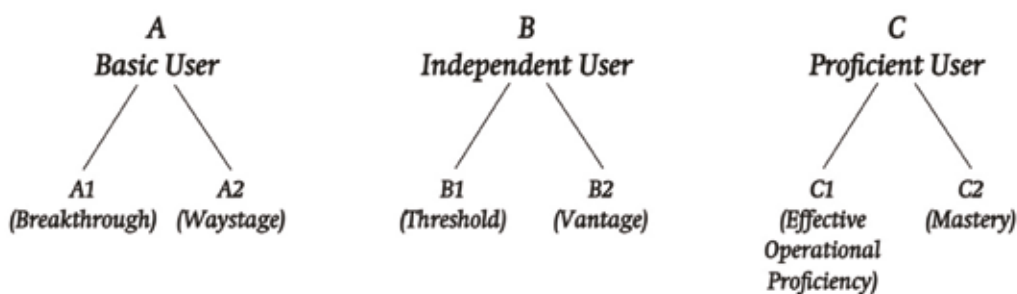 A
Basic User
A1
(Breakthrough)
A2
(Waystage)
B
Independent User
B1
(Threshold)
B2
(Vantage)
C
Proficient User
C1
(Effective
Operational
Proficiency)
C2
(Mastery)